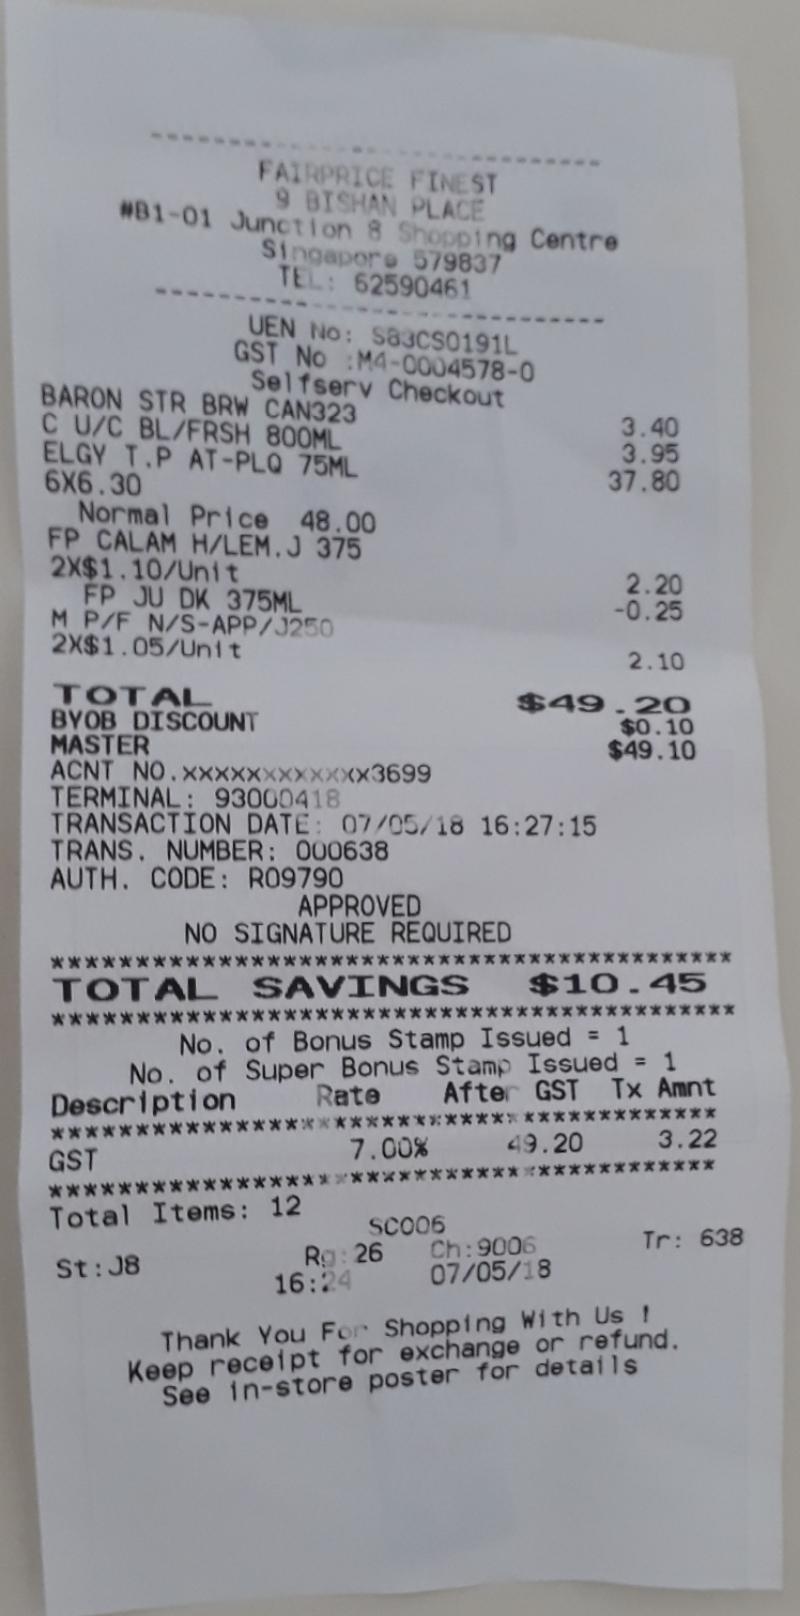 FAIRPRICE FINEST
9 BISHAN PLACE
#B1-01 Junction 8 Shopping Centre
Singapore 579837
TEL: 62590461
UEN No: S83CS0191L
GST No :M4-0004578-0
Selfserv Checkout
BARON STR BRW CAN323 3.40
C U/C BL/FRSH 800ML 3.95
ELGY T.P AT-PLQ 75ML 37.80
6X6.30
Normal Price 48.00
FP CALAM H/LEM.J 375
2X$1.10/Unit 2.20
FP JU DK 375ML -0.25
M P/F N/S-APP/J250
2X$1.05/Unit 2.10
TOTAL $49.20
BYOB DISCOUNT $0.10
MASTER $49.10
ACNT NO.xxxxxxxxxxxx3699
TERMINAL: 93000418
TRANSACTION DATE: 07/05/18 16:27:15
TRANS. NUMBER: 000638
AUTH. CODE: R09790
APPROVED
NO SIGNATURE REQUIRED
****************************************
TOTAL SAVINGS $10.45
****************************************
No. of Bonus Stamp Issued = 1
No. of Super Bonus Stamp Issued = 1
Description Rate After GST Tx Amnt
****************************************
GST 7.00% 49.20 3.22
****************************************
Total Items: 12
SCO06
St:J8 Rg:26 Ch:9006 Tr: 638
16:24 07/05/18
Thank You For Shopping With Us !
Keep receipt for exchange or refund.
See in-store poster for details